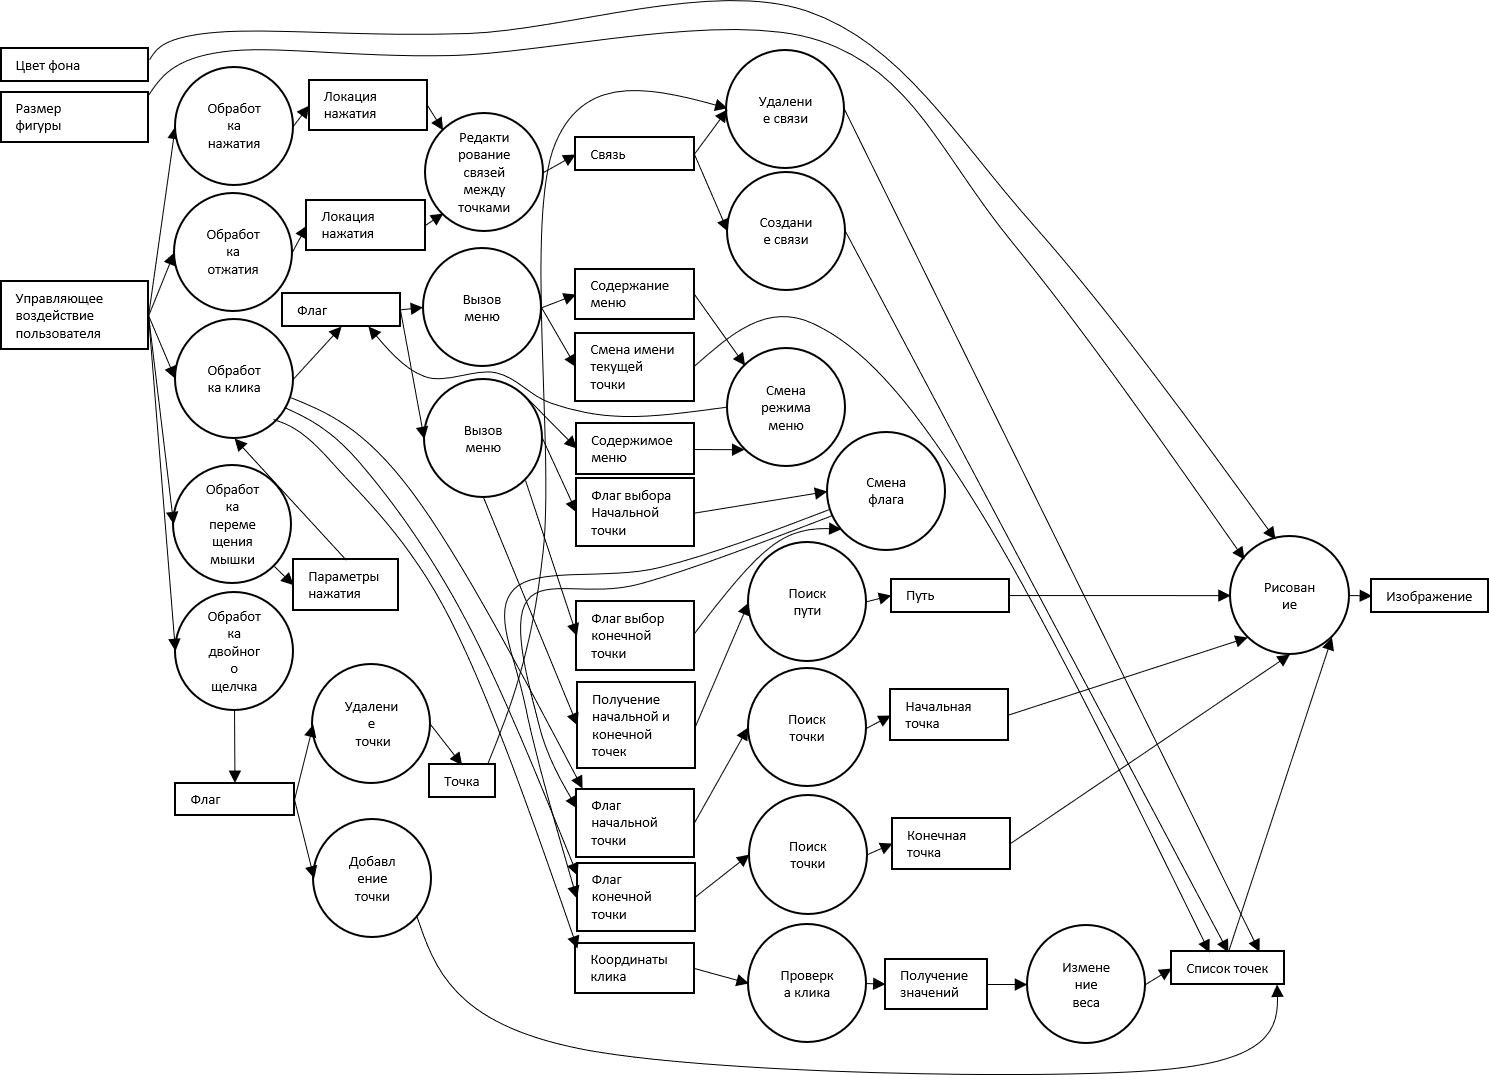 Цвет фона
Размер
фигуры
Управляющее
воздействие
пользователя
Обработ
ка
нажатия
Локация
нажатия
Обработ
ка
отжатия
Локация
нажатия
Редакти
рование
связей
между
точками
Связь
Удалени
е связи
Создани
е связи
Обработ
ка клика
Флаг
Вызов
меню
Содержание
меню
Смена имени
текущей
точки
Вызов
меню
Смена
режима
меню
Содержимое
меню
Флаг выбора
Начальной
точки
Смена
флага
Обработ
ка
переме
щения
мышки
Параметры
нажатия
Обработ
ка
двойног
о
щелчка
Флаг выбор
конечной
точки
Поиск
пути
Путь
Рисован
ие
Изображение
Удалени
е
точки
Точка
Получение
начальной и
конечной
точек
Поиск
точки
Начальная
точка
Флаг
Флаг
начальной
точки
Добавл
ение
точки
Флаг
конечной
точки
Поиск
точки
Конечная
точка
Координаты
клика
Проверк
а клика
Получение
значений
Измене
ние
веса
Список точек